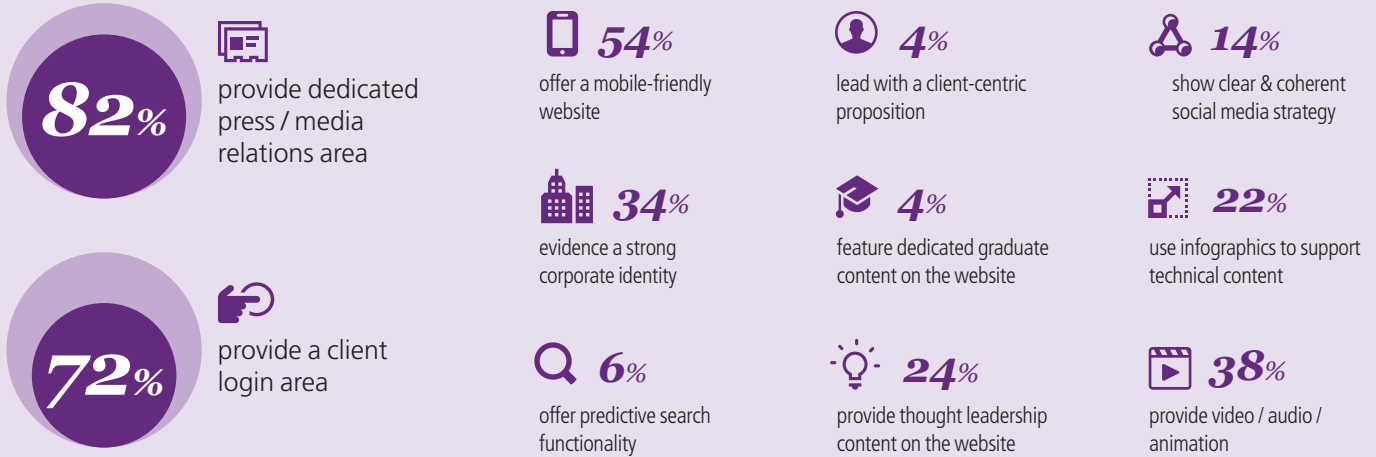 82%
provide dedicated
press / media
relations area
72%
provide a client
login area
54%
offer a mobile-friendly
website
4%
lead with a client-centric
proposition
14%
show clear & coherent
social media strategy
34%
evidence a strong
corporate identity
4%
feature dedicated graduate
content on the website
22%
use infographics to support
technical content
6%
offer predictive search
functionality
24%
provide thought leadership
content on the website
38%
provide video / audio /
animation